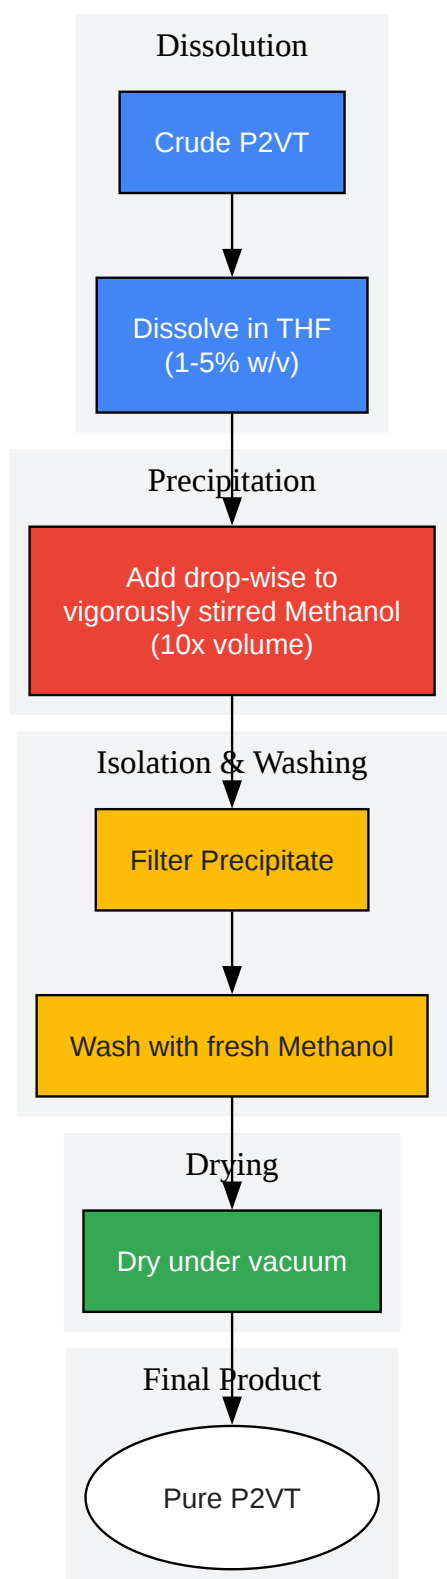 Dissolution
Crude P2VT
Dissolve in THF
(1-5% w/v)
Precipitation
Add drop-wise to
vigorously stirred Methanol
(10x volume)
Isolation & Washing
Filter Precipitate
Wash with fresh Methanol
Drying
Dry under vacuum
Final Product
Pure P2VT